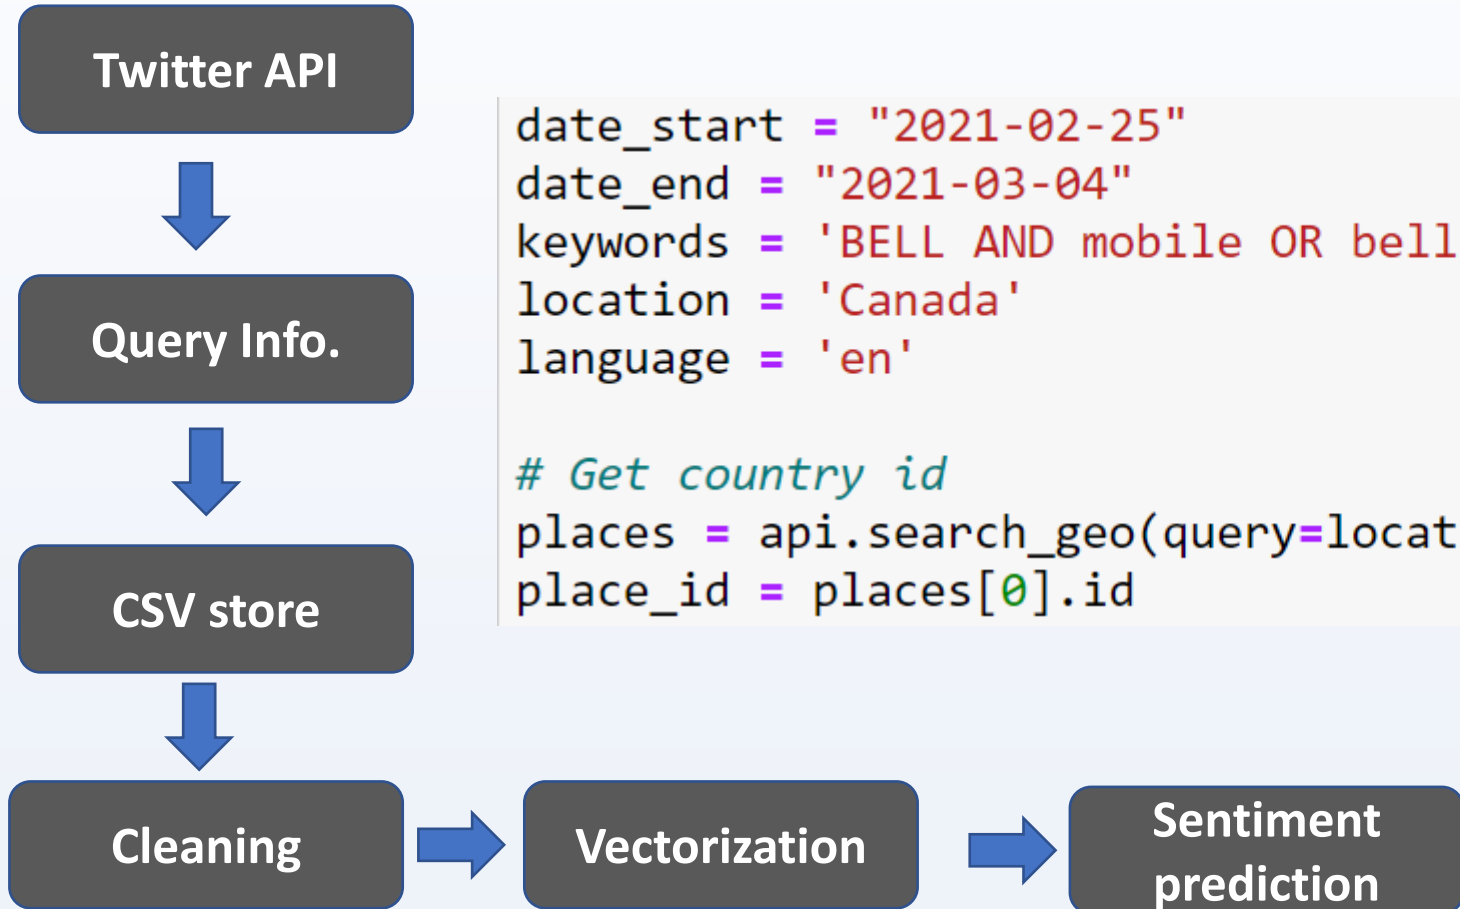 Twitter API
Query Info.
CSV store
Cleaning
Vectorization
Sentiment
prediction
date_start = "2021-02-25"
date_end = "2021-03-04"
keywords = 'BELL AND mobile OR bell
location = 'Canada'
language = 'en'
# Get country id
places = api.search_geo(query=locat
place_id = places[0].id